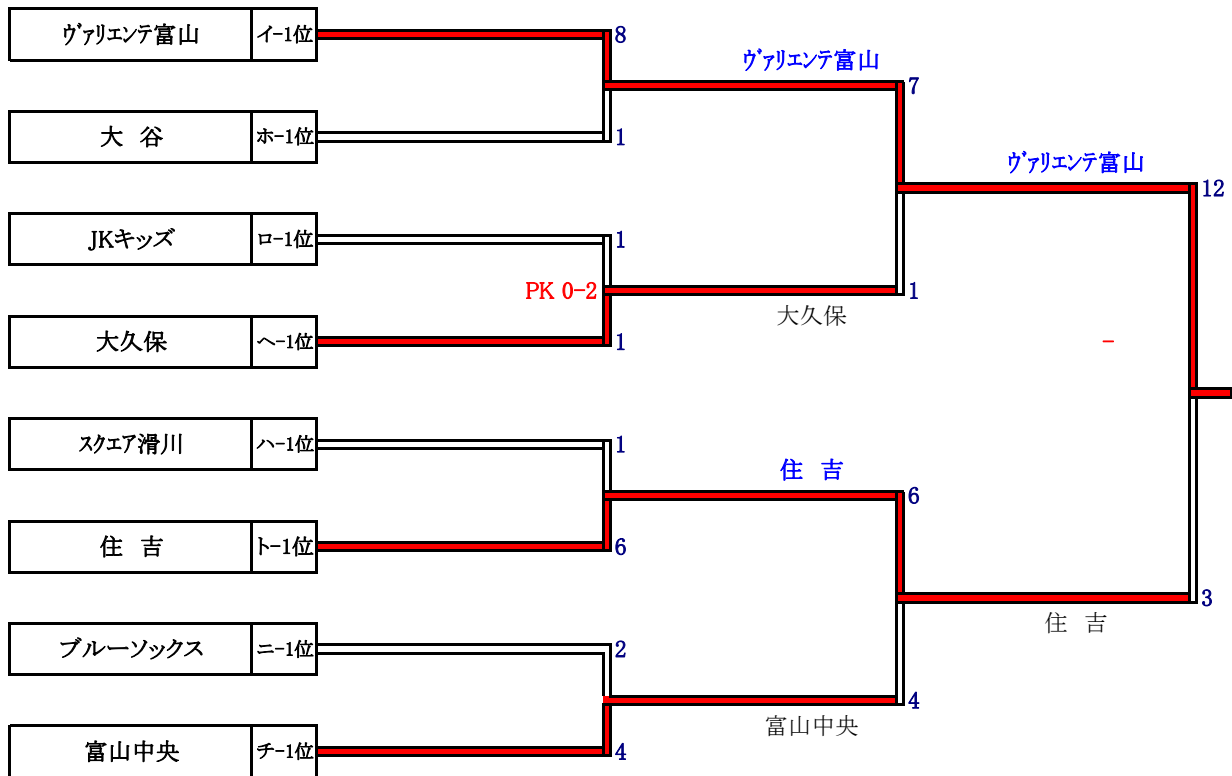 ヴァリエンテ富山 イ-1位 8
ヴァリエンテ富山 7
大 谷 ホ-1位 1
ヴァリエンテ富山 12
JKキッズ ロ-1位 1
PK 0-2 1
大久保
大久保 ヘ-1位 1 -
スクエア滑川 ハ-1位 1
住 吉 6
住 吉 ト-1位 6
3
住 吉
ブルーソックス ニ-1位 2
4
富山中央
富山中央 チ-1位 4